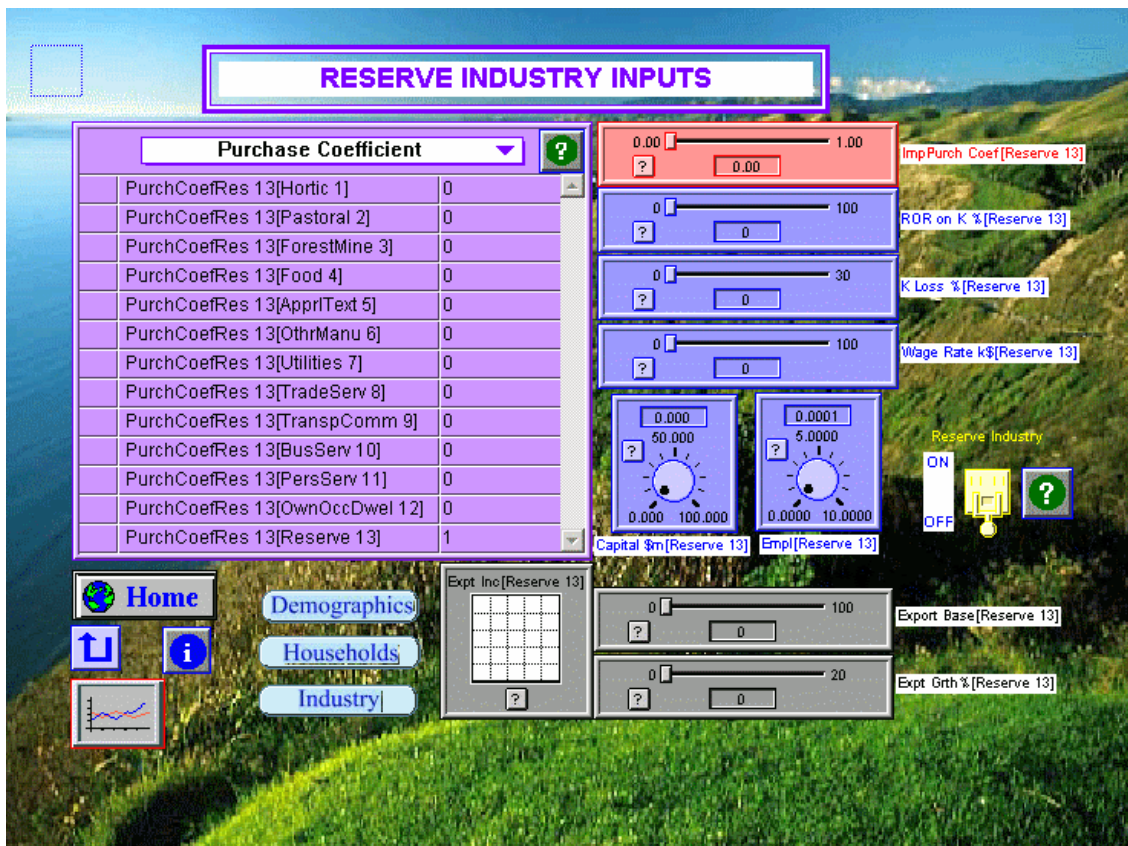 RESERVE INDUSTRY INPUTS
Purchase Coefficient
?
PurchCoefRes 13[Hortic 1] 0
PurchCoefRes 13[Pastoral 2] 0
PurchCoefRes 13[ForestMine 3] 0
PurchCoefRes 13[Food 4] 0
PurchCoefRes 13[ApprlText 5] 0
PurchCoefRes 13[OthrManu 6] 0
PurchCoefRes 13[Utilities 7] 0
PurchCoefRes 13[TradeServ 8] 0
PurchCoefRes 13[TranspComm 9] 0
PurchCoefRes 13[BusServ 10] 0
PurchCoefRes 13[PersServ 11] 0
PurchCoefRes 13[OwnOccDwel 12] 0
PurchCoefRes 13[Reserve 13] 1
0.00 1.00
? 0.00
ImpPurch Coef[Reserve 13]
0 100
? 0
ROR on K %[Reserve 13]
0 30
? 0
K Loss %[Reserve 13]
0 100
? 0
Wage Rate k$[Reserve 13]
0.000
50.000
?
0.000 100.000
Capital $m[Reserve 13]
0.0001
5.0000
?
0.0000 10.0000
Empl[Reserve 13]
Reserve Industry
ON
OFF
?
Home
i
Demographics
Households
Industry
Expt Inc[Reserve 13]
?
0 100
? 0
Export Base[Reserve 13]
0 20
? 0
Expt Grth %[Reserve 13]